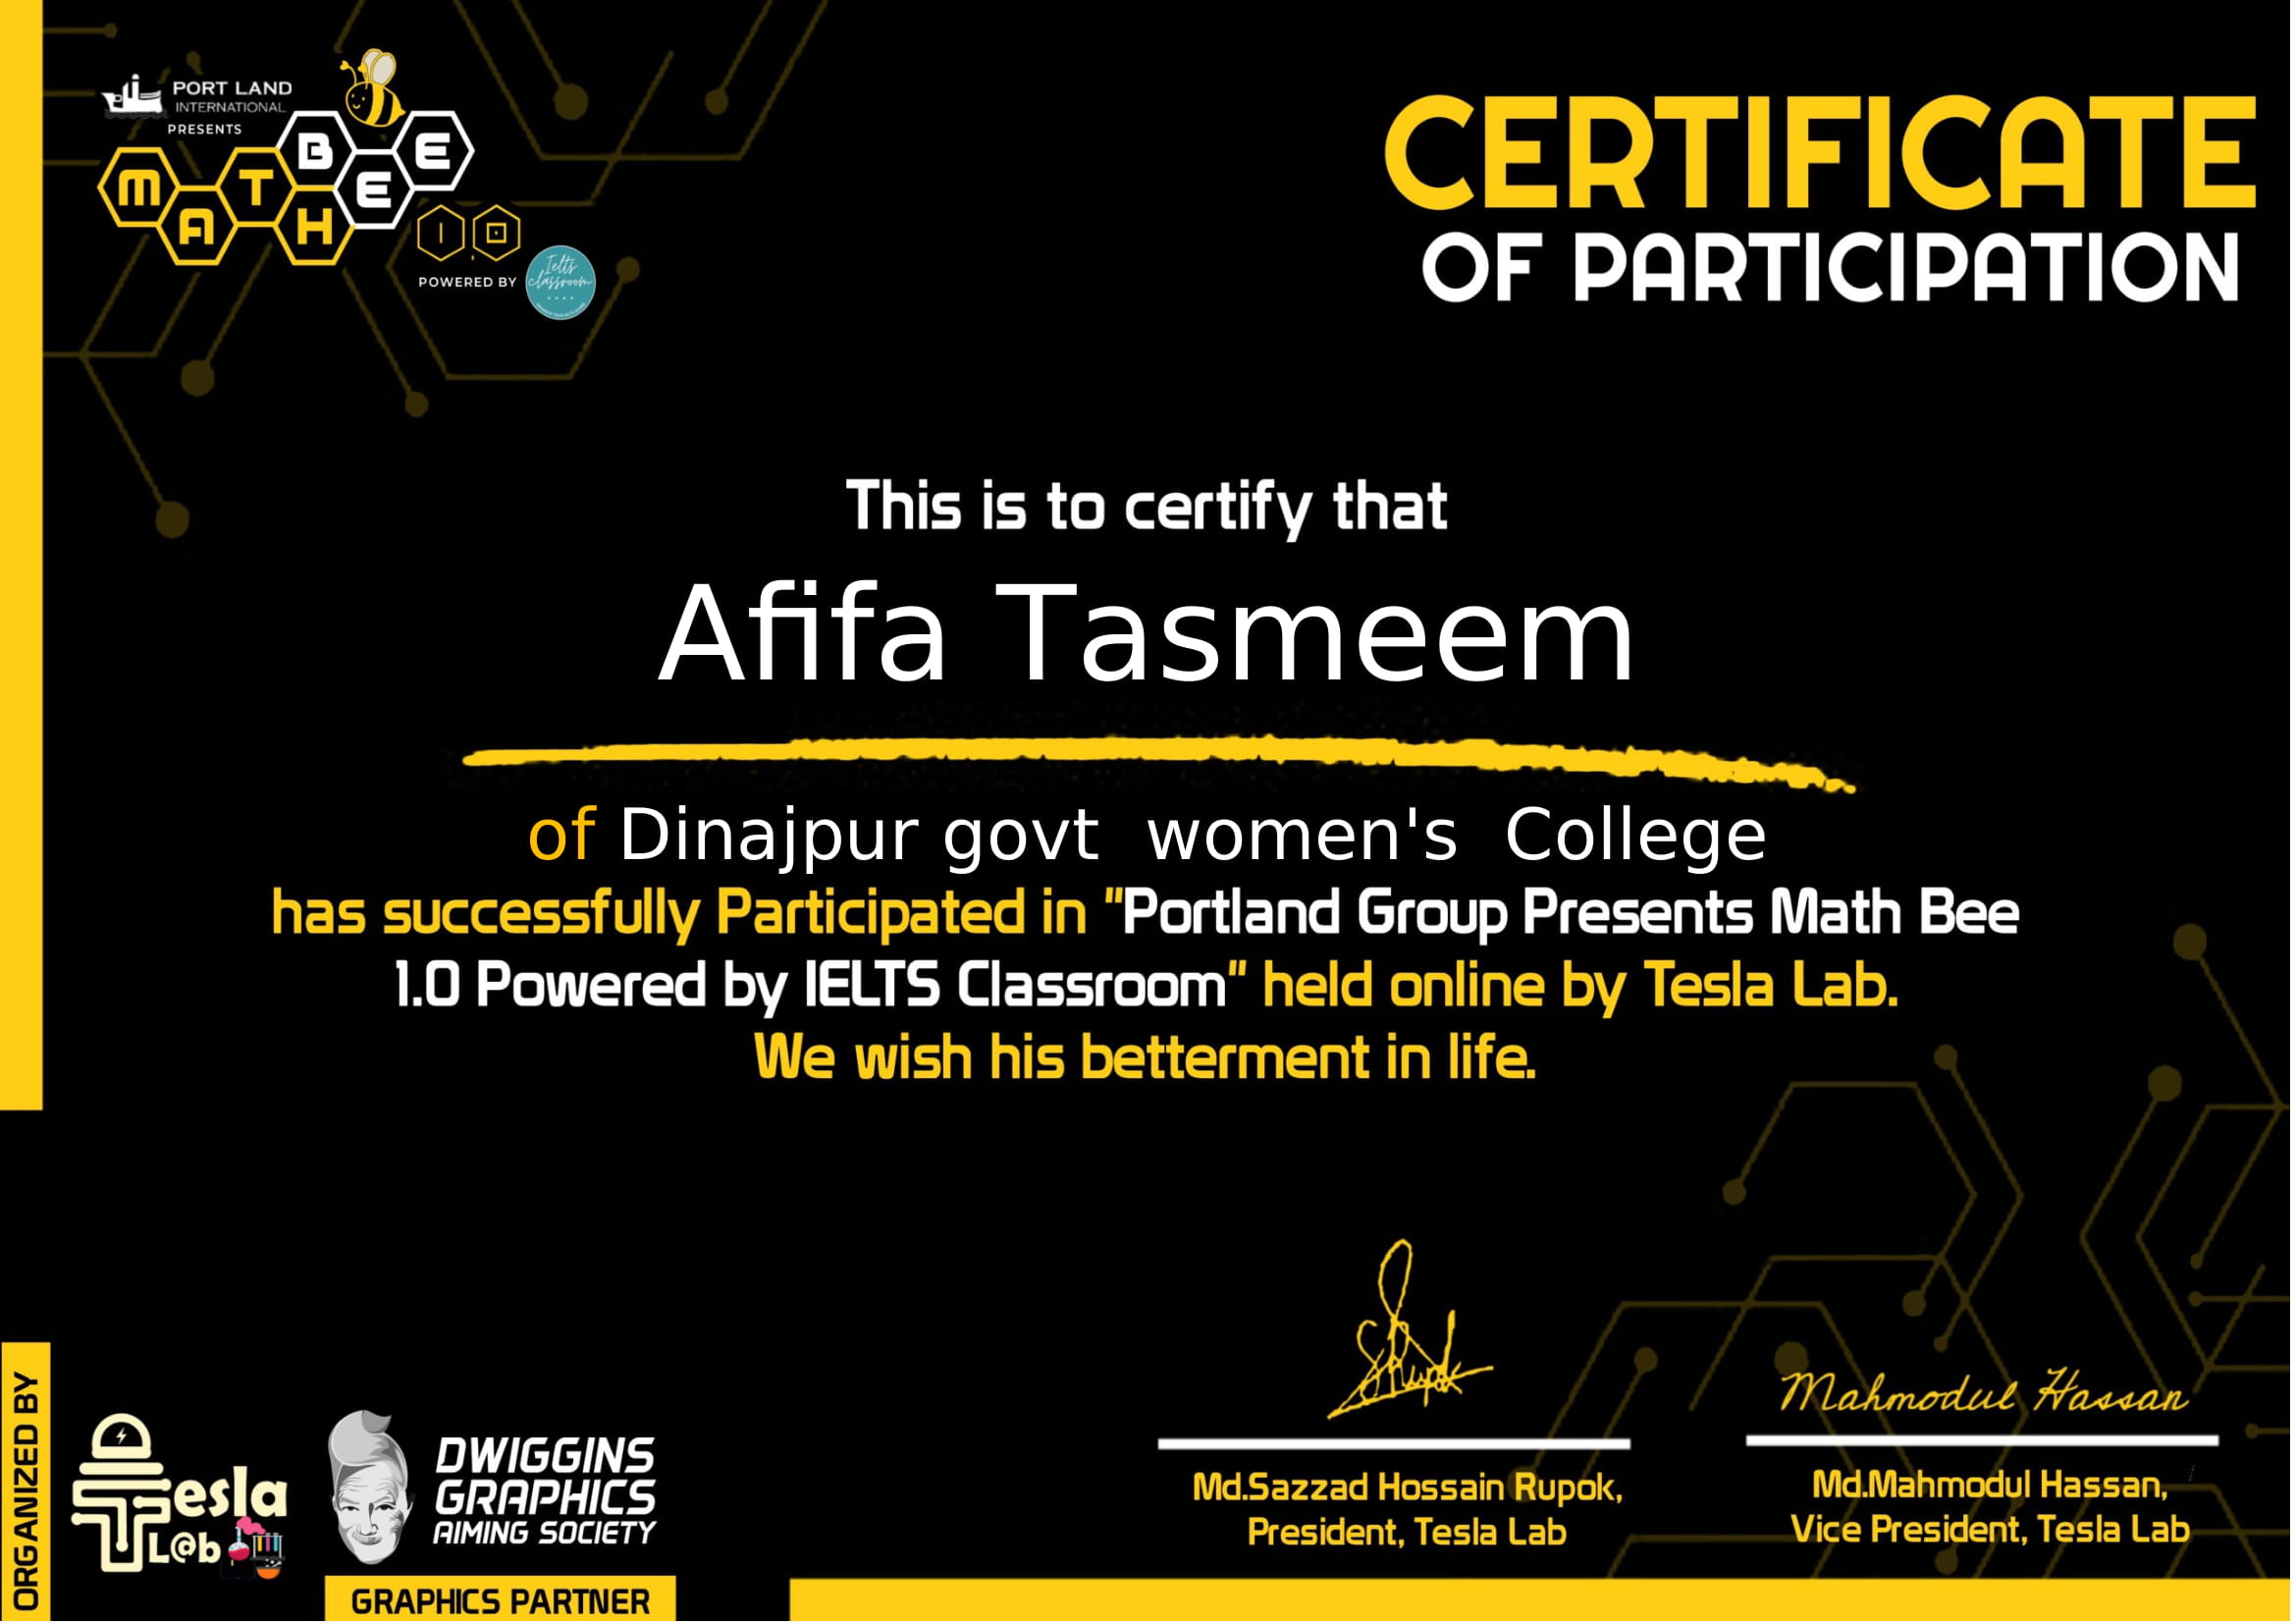 PORT LAND
INTERNATIONAL
PRESENTS
MATH BEE
1.0
POWERED BY
Ielts
classroom
CERTIFICATE
OF PARTICIPATION
This is to certify that
Afifa Tasmeem
of Dinajpur govt  women's  College
has successfully Participated in "Portland Group Presents Math Bee
1.0 Powered by IELTS Classroom" held online by Tesla Lab.
We wish his betterment in life.
ORGANIZED BY
Tesla
L@b
DWIGGINS
GRAPHICS
AIMING SOCIETY
GRAPHICS PARTNER
SRupok
Md.Sazzad Hossain Rupok,
President, Tesla Lab
Mahmodul Hassan
Md.Mahmodul Hassan,
Vice President, Tesla Lab